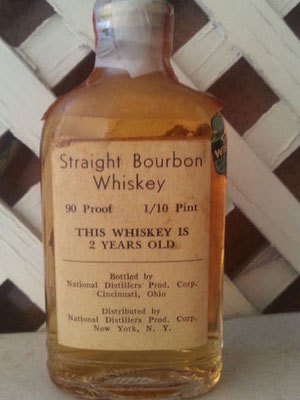 Straight Bourbon
Whiskey
90 Proof 1/10 Pint
THIS WHISKEY IS
2 YEARS OLD
Bottled by
National Distillers Prod. Corp.
Cincinnati, Ohio
Distributed by
National Distillers Prod. Corp.
New York, N. Y.